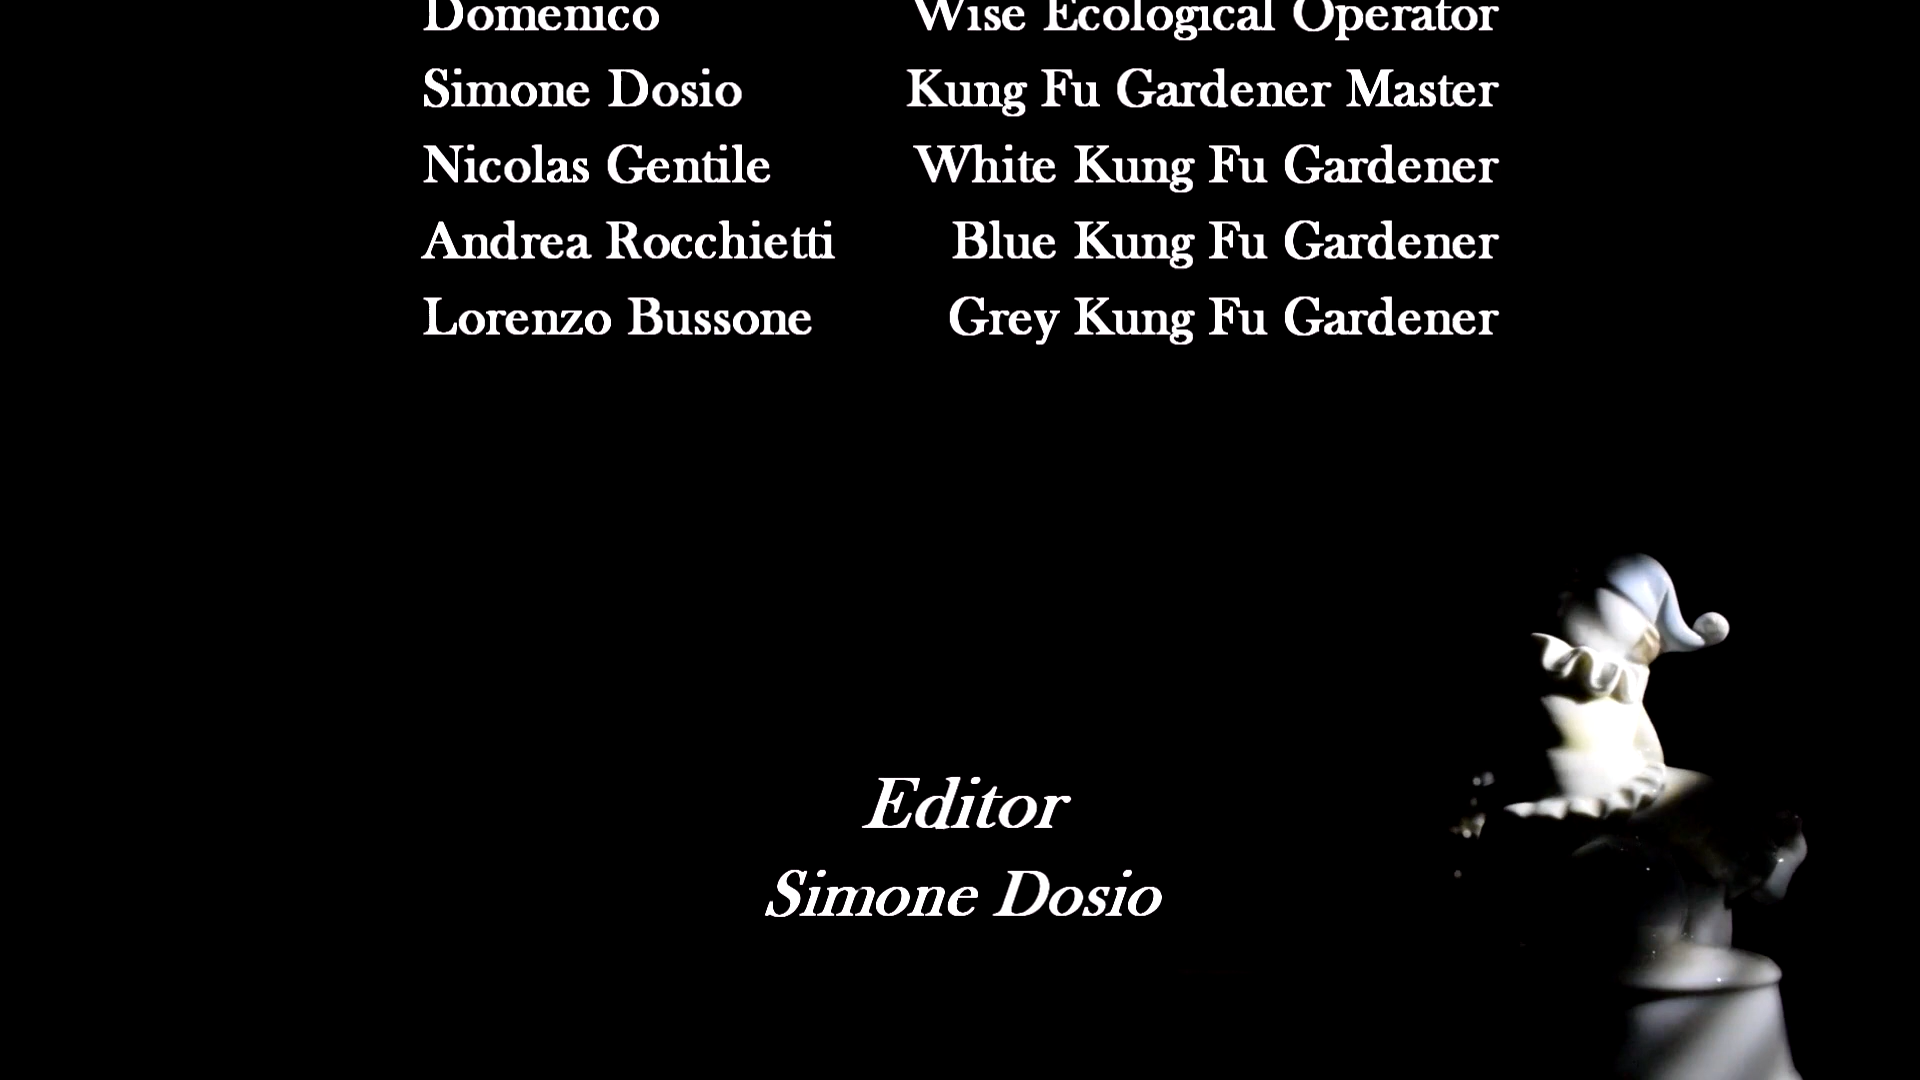 Domenico Wise Ecological Operator
Simone Dosio Kung Fu Gardener Master
Nicolas Gentile White Kung Fu Gardener
Andrea Rocchietti Blue Kung Fu Gardener
Lorenzo Bussone Grey Kung Fu Gardener
Editor
Simone Dosio